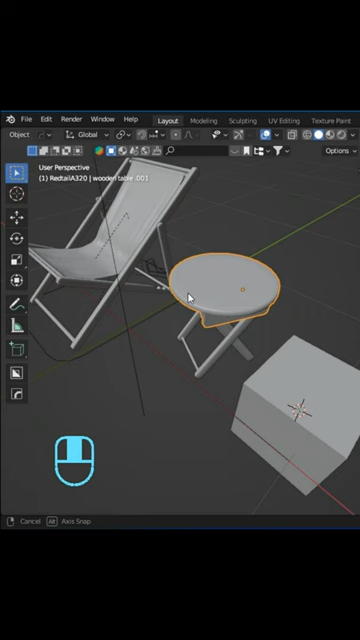 File Edit Render Window Help Layout Modeling Sculpting UV Editing Texture Paint
Object Global
Options
User Perspective
(1) RedtailA320 | wooden table .001
Cancel Alt Axis Snap